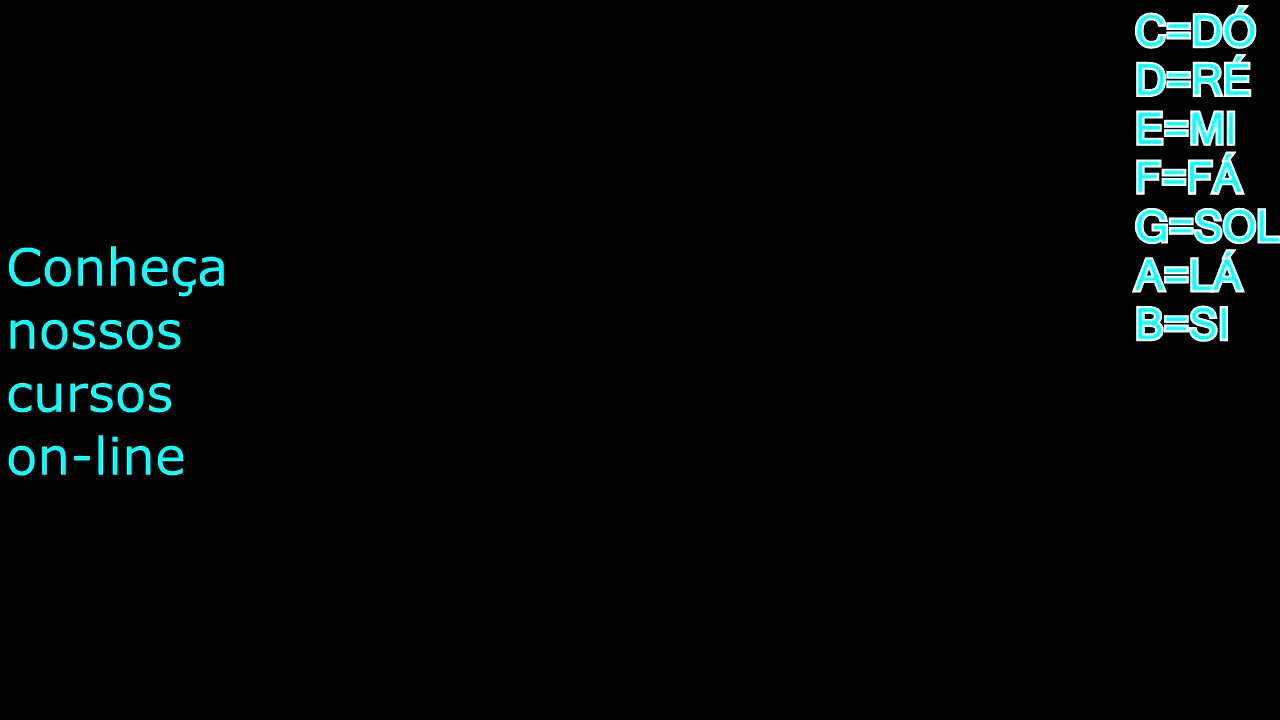 C=DÓ
D=RÉ
E=MI
F=FÁ
G=SOL
A=LÁ
B=SI
Conheça
nossos
cursos
on-line